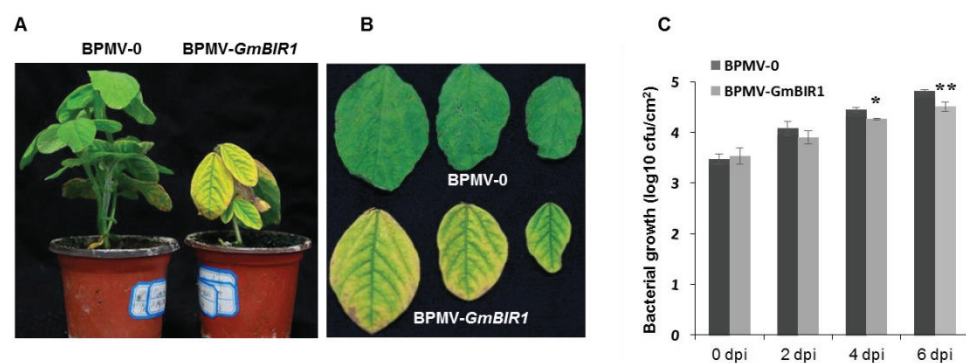 A
B
C
BPMV-0
BPMV-GmBIR1
BPMV-0
BPMV-GmBIR1
BPMV-0
BPMV-GmBIR1
Bacterial growth (log10 cfu/cm²)
5
4
3
2
1
0
*
**
0 dpi
2 dpi
4 dpi
6 dpi